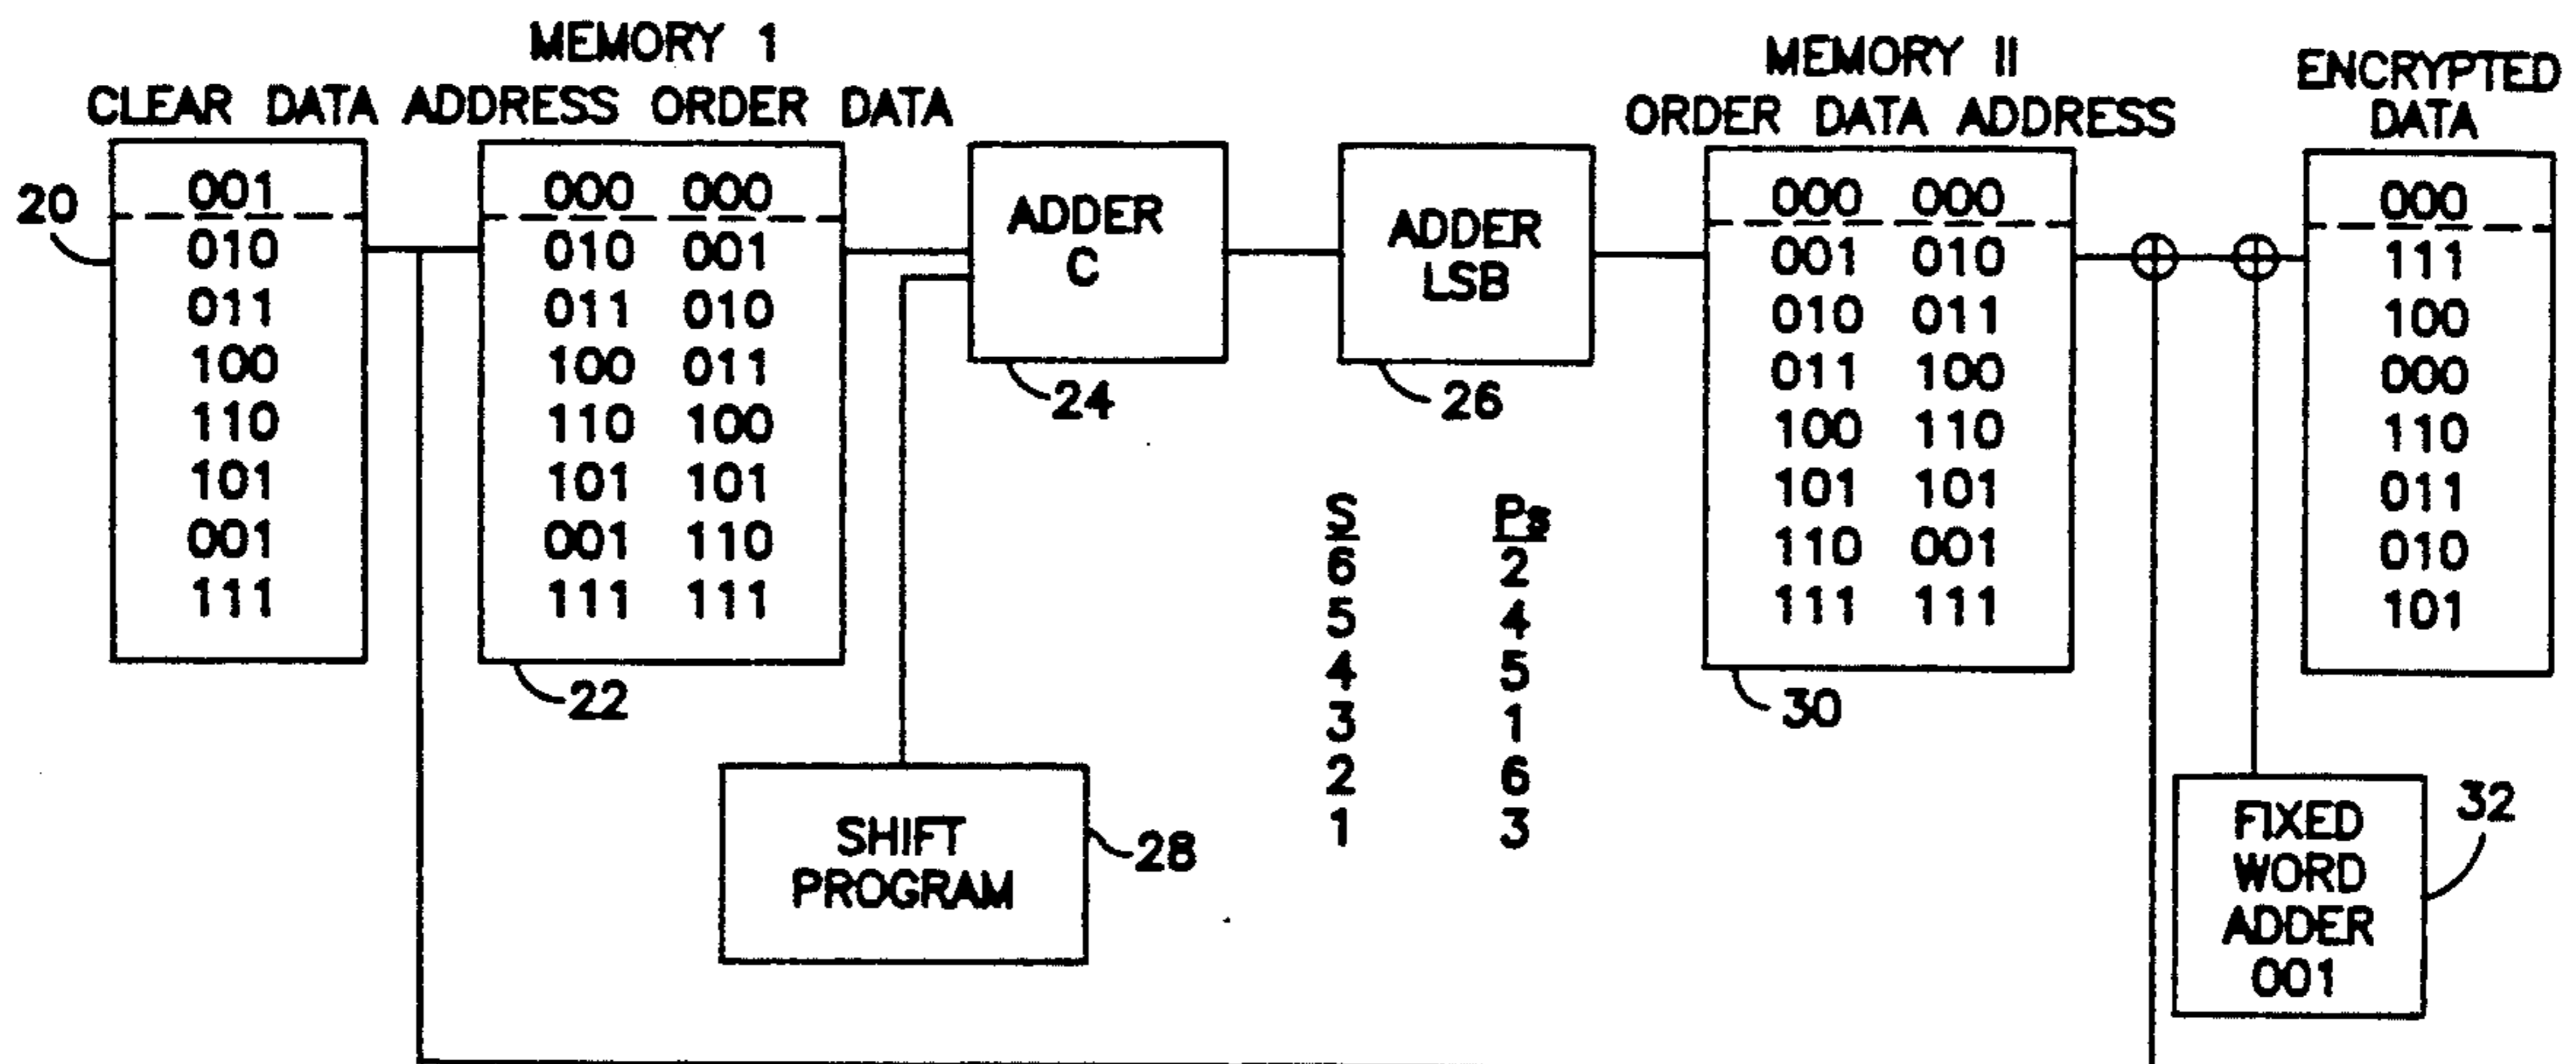 MEMORY 1
CLEAR DATA ADDRESS ORDER DATA
MEMORY II
ORDER DATA ADDRESS
ENCRYPTED
DATA
20
001
010
011
100
110
101
001
111
000 000
010 001
011 010
100 011
110 100
101 101
001 110
111 111
22
ADDER
C
24
ADDER
LSB
26
SHIFT
PROGRAM
28
S Ps
6 2
5 4
4 5
3 1
2 6
1 3
000 000
001 010
010 011
011 100
100 110
101 101
110 001
111 111
30
000
111
100
000
110
011
010
101
FIXED
WORD
ADDER
001
32